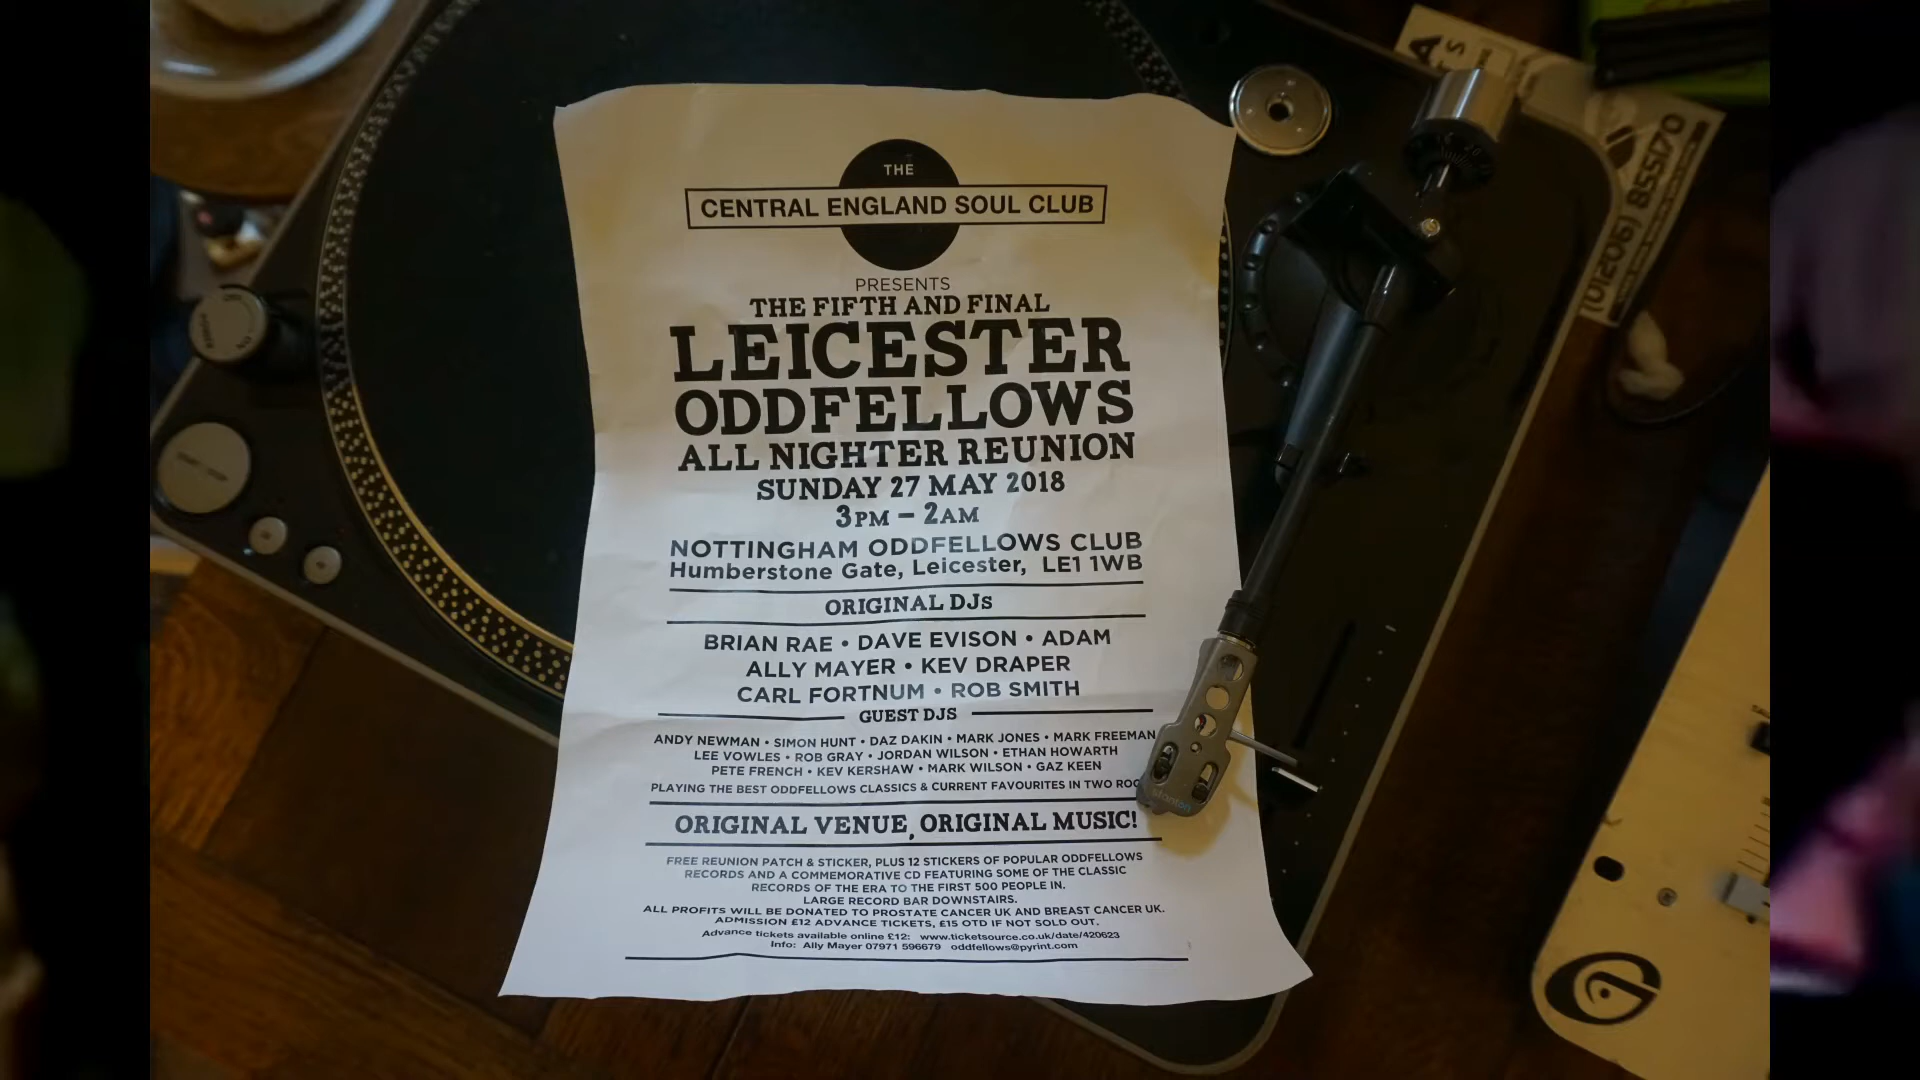 THE
CENTRAL ENGLAND SOUL CLUB
PRESENTS
THE FIFTH AND FINAL
LEICESTER
ODDFELLOWS
ALL NIGHTER REUNION
SUNDAY 27 MAY 2018
3PM – 2AM
NOTTINGHAM ODDFELLOWS CLUB
Humberstone Gate, Leicester, LE1 1WB
ORIGINAL DJs
BRIAN RAE • DAVE EVISON • ADAM
ALLY MAYER • KEV DRAPER
CARL FORTNUM • ROB SMITH
GUEST DJS
ANDY NEWMAN • SIMON HUNT • DAZ DAKIN • MARK JONES • MARK FREEMAN
LEE VOWLES • ROB GRAY • JORDAN WILSON • ETHAN HOWARTH
PETE FRENCH • KEV KERSHAW • MARK WILSON • GAZ KEEN
PLAYING THE BEST ODDFELLOWS CLASSICS & CURRENT FAVOURITES IN TWO
ORIGINAL VENUE, ORIGINAL MUSIC!
FREE REUNION PATCH & STICKER, PLUS 12 STICKERS OF POPULAR ODDFELLOWS
RECORDS AND A COMMEMORATIVE CD FEATURING SOME OF THE CLASSIC
RECORDS OF THE ERA TO THE FIRST 500 PEOPLE IN.
LARGE RECORD BAR DOWNSTAIRS.
ALL PROFITS WILL BE DONATED TO PROSTATE CANCER UK AND BREAST CANCER UK.
ADMISSION £12 ADVANCE TICKETS, £15 OTD IF NOT SOLD OUT.
Advance tickets available online £12: www.ticketsource.co.uk/date/420623
Info: Ally Mayer 07971 596679 oddfellows@pyrint.com
stanton
(01206) 855170